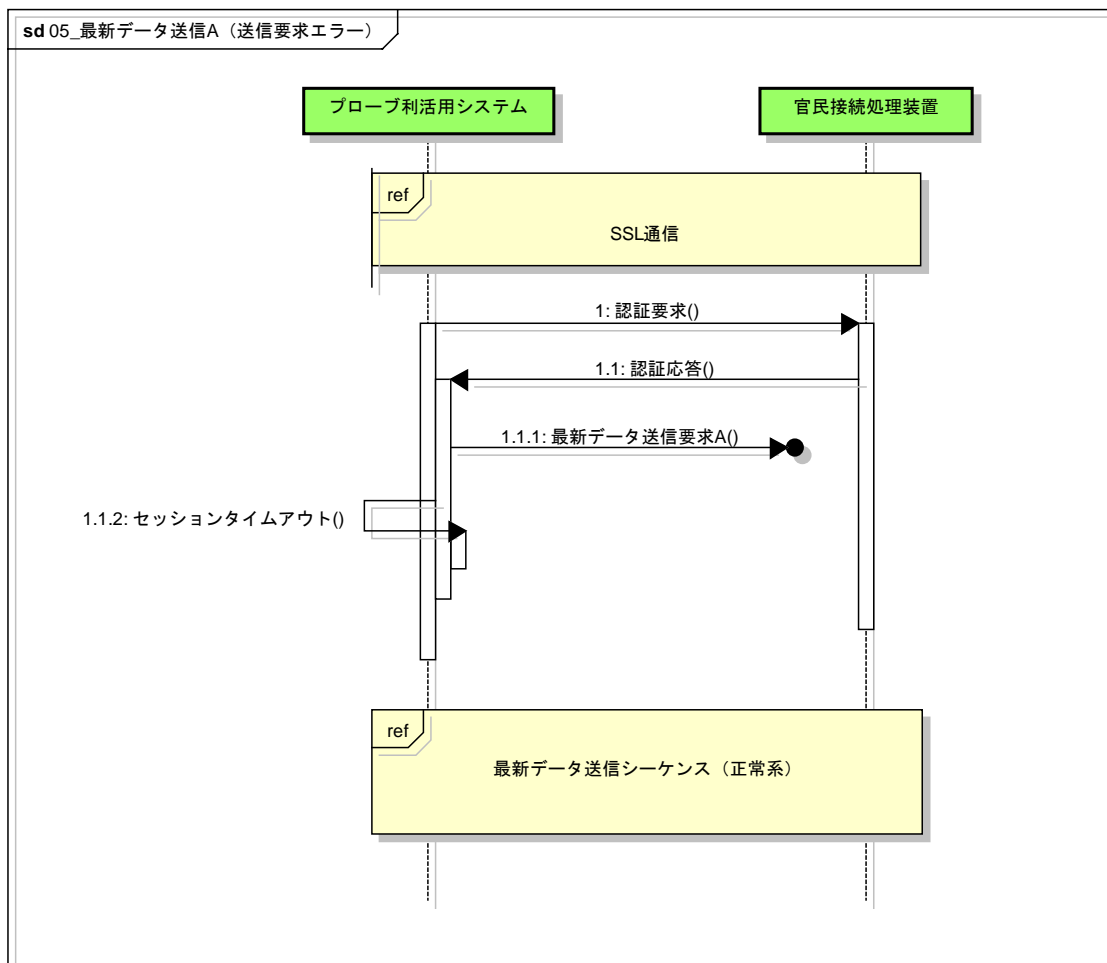 sd 05_最新データ送信A（送信要求エラー）
プローブ利活用システム
官民接続処理装置
ref
SSL通信
1: 認証要求()
1.1: 認証応答()
1.1.1: 最新データ送信要求A()
1.1.2: セッションタイムアウト()
ref
最新データ送信シーケンス（正常系）